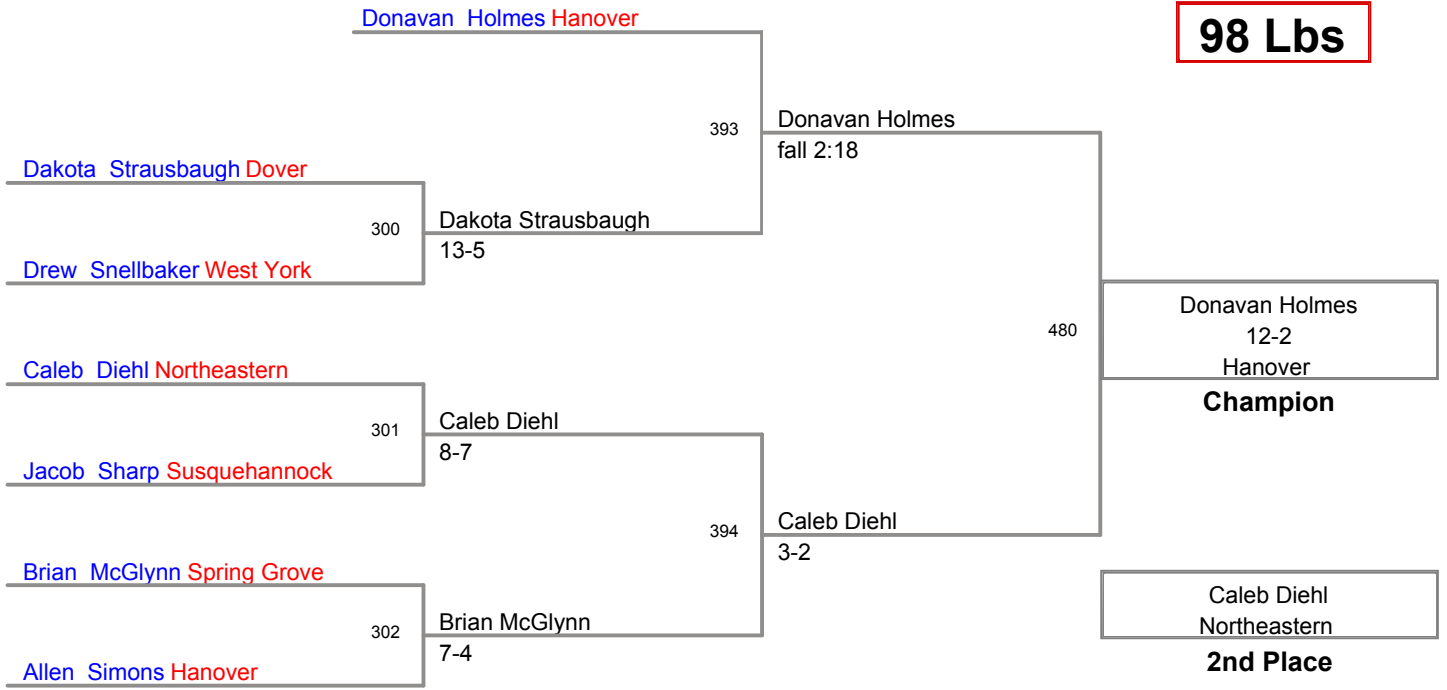 Donavan Holmes Hanover
98 Lbs
393
Donavan Holmes
fall 2:18
Dakota Strausbaugh Dover
300
Dakota Strausbaugh
13-5
Drew Snellbaker West York
480
Donavan Holmes
12-2
Hanover
Champion
Caleb Diehl Northeastern
301
Caleb Diehl
8-7
Jacob Sharp Susquehannock
394
Caleb Diehl
3-2
Brian McGlynn Spring Grove
302
Brian McGlynn
7-4
Allen Simons Hanover
Caleb Diehl
Northeastern
2nd Place